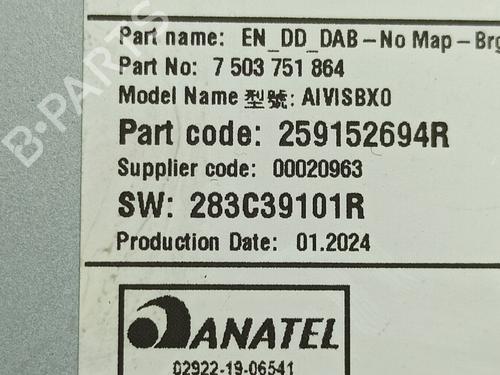 Part name: EN_DD_DAB-No Map-Brg
Part No: 7 503 751 864
Model Name 型號: AIVISBX0
Part code: 259152694R
Supplier code: 00020963
SW: 283C39101R
Production Date: 01.2024
ANATEL
02922-19-06541
B-PARTS